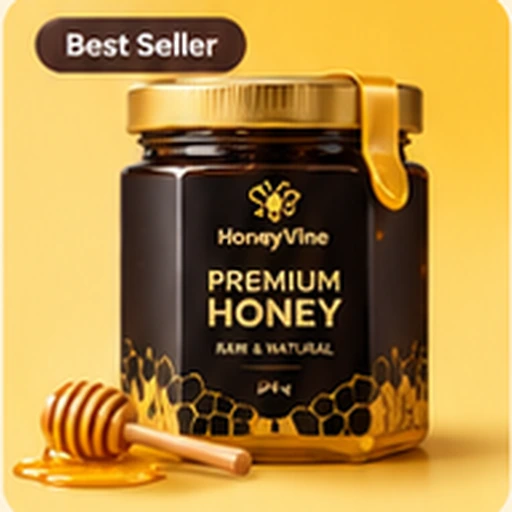 Best Seller
HoneyVine
PREMIUM
HONEY
RAW & NATURAL